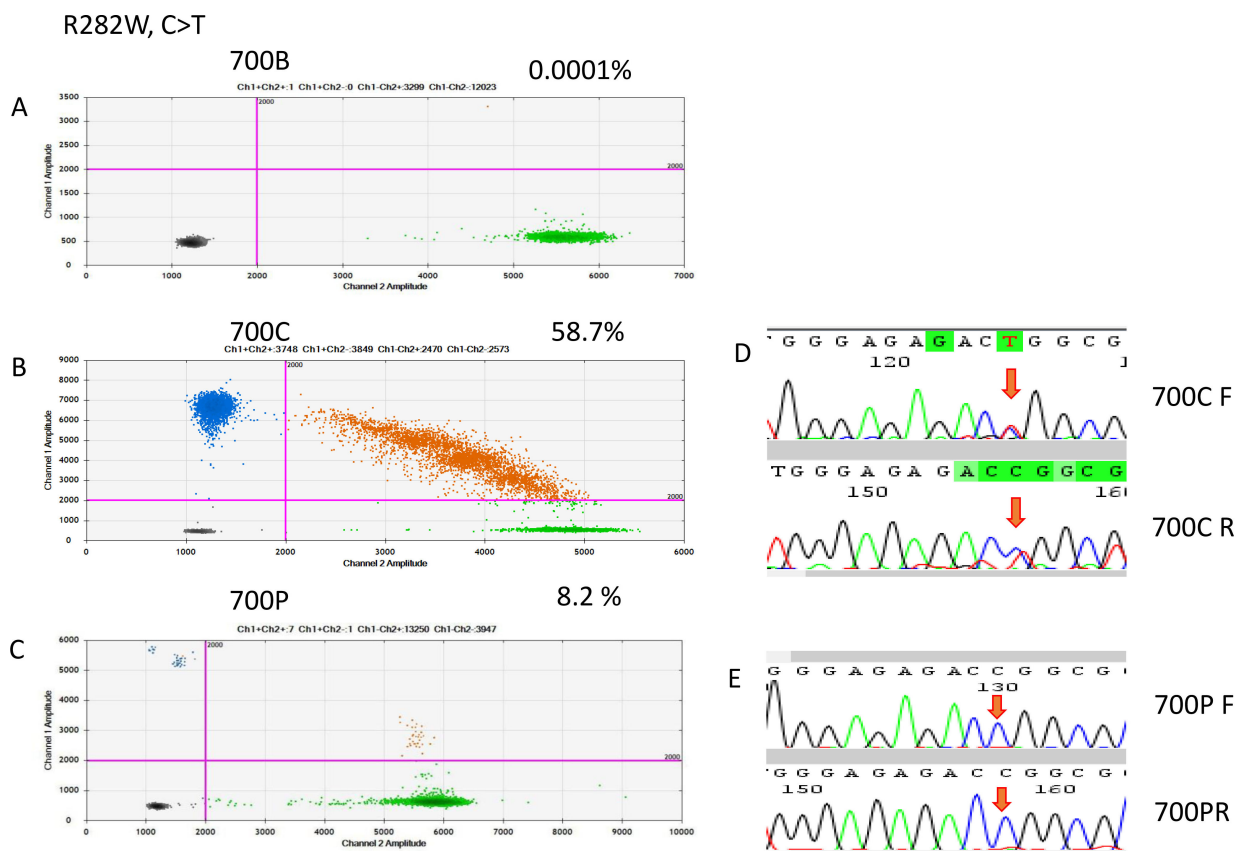 R282W, C>T
700B
0.0001%
A
Ch1+Ch2+:1 Ch1+Ch2-:0 Ch1-Ch2+:3299 Ch1-Ch2-:12023
Channel 1 Amplitude
3500
3000
2500
2000
1500
1000
500
0
2000
2000
0 1000 2000 3000 4000 5000 6000 7000
Channel 2 Amplitude
700C
58.7%
B
Ch1+Ch2+:3748 Ch1+Ch2-:3849 Ch1-Ch2+:2470 Ch1-Ch2-:2573
Channel 1 Amplitude
9000
8000
7000
6000
5000
4000
3000
2000
1000
0
2000
2000
0 1000 2000 3000 4000 5000 6000
Channel 2 Amplitude
700P
8.2 %
C
Ch1+Ch2+:7 Ch1+Ch2-:1 Ch1-Ch2+:13250 Ch1-Ch2-:3947
Channel 1 Amplitude
6000
5000
4000
3000
2000
1000
0
2000
2000
0 1000 2000 3000 4000 5000 6000 7000 8000 9000 10000
Channel 2 Amplitude
D
G G G A G A G A C T G G C G
120
700C F
T G G G A G A G A C C G G C G
150
700C R
E
G G G A G A G A C C G G C G
130
700P F
G G G A G A G A C C G G C G
150 160
700PR